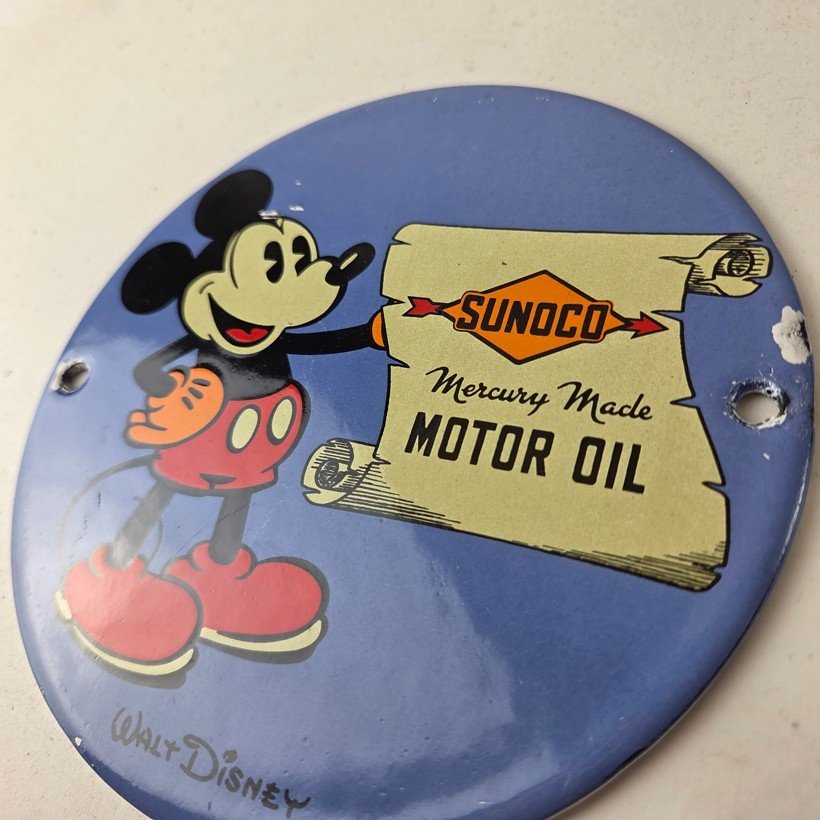 SUNOCO
Mercury Made
MOTOR OIL
WALT DISNEY